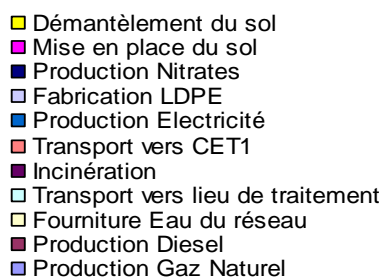 Démantèlement du sol
Mise en place du sol
Production Nitrates
Fabrication LDPE
Production Electricité
Transport vers CET1
Incinération
Transport vers lieu de traitement
Fourniture Eau du réseau
Production Diesel
Production Gaz Naturel